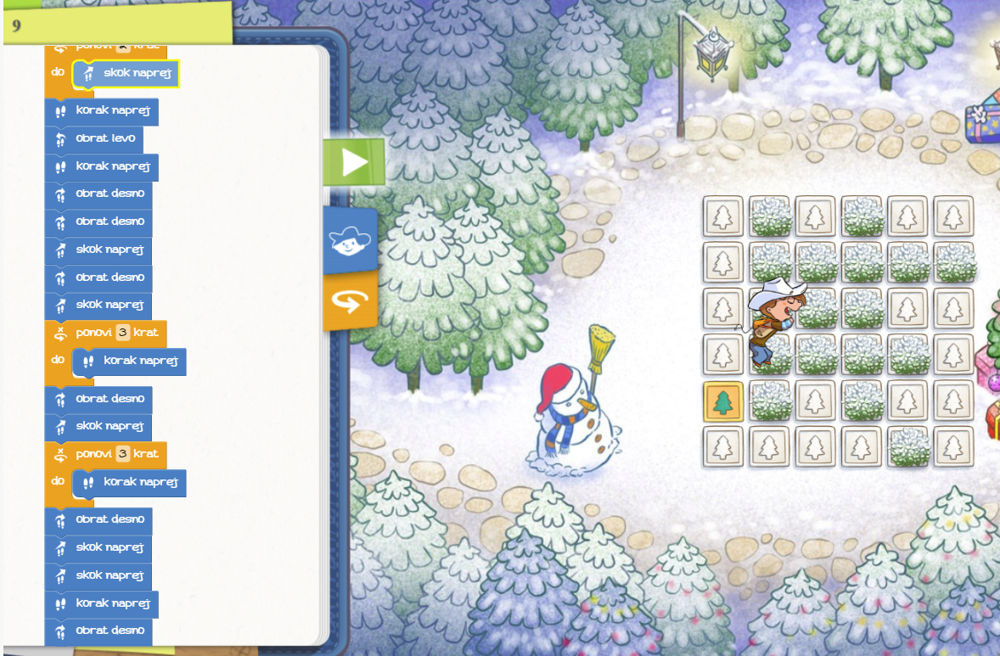 9
ponovi 2 krat
do skok naprej
korak naprej
obrat levo
korak naprej
obrat desno
obrat desno
skok naprej
obrat desno
skok naprej
ponovi 3 krat
do korak naprej
obrat desno
skok naprej
ponovi 3 krat
do korak naprej
obrat desno
skok naprej
skok naprej
korak naprej
obrat desno